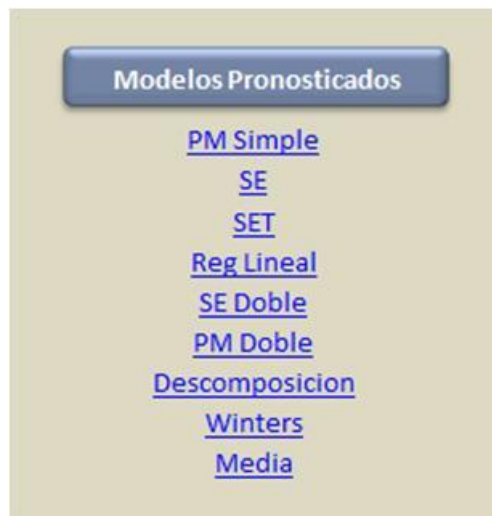 Modelos Pronosticados
PM Simple
SE
SET
Reg Lineal
SE Doble
PM Doble
Descomposicion
Winters
Media